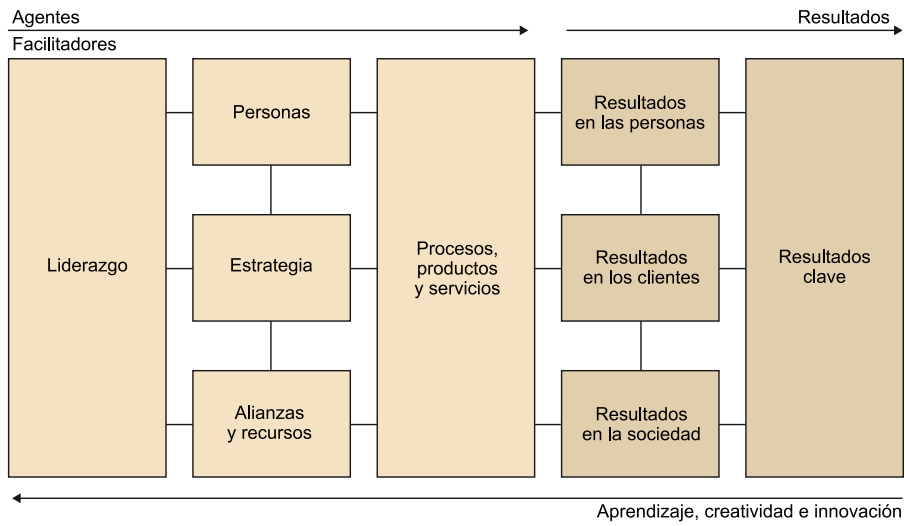 Agentes
Resultados
Facilitadores
Liderazgo
Personas
Estrategia
Alianzas
y recursos
Procesos,
productos
y servicios
Resultados
en las personas
Resultados
en los clientes
Resultados
en la sociedad
Resultados
clave
Aprendizaje, creatividad e innovación